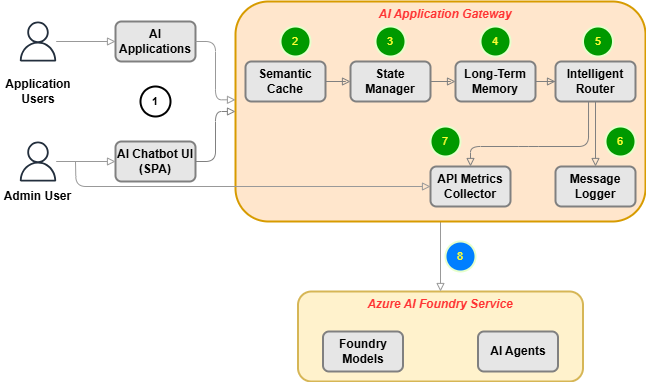 AI Application Gateway
Application
Users
AI
Applications
2
3
4
5
Semantic
Cache
State
Manager
Long-Term
Memory
Intelligent
Router
1
7
6
Admin User
AI Chatbot UI
(SPA)
API Metrics
Collector
Message
Logger
8
Azure AI Foundry Service
Foundry
Models
AI Agents